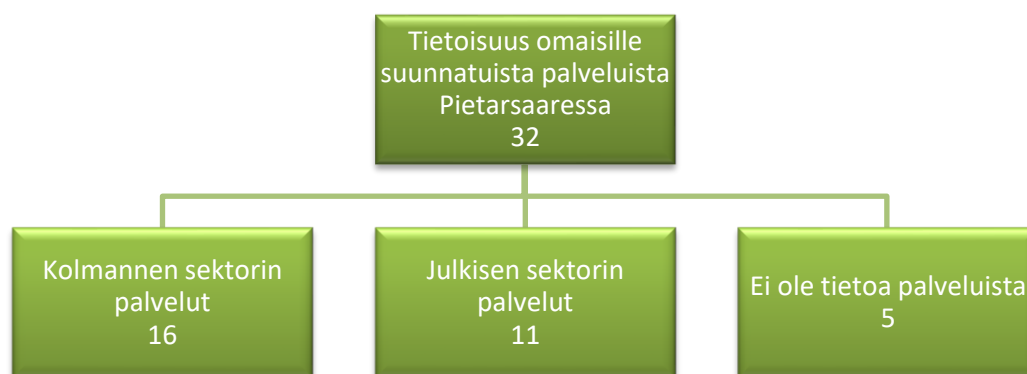 Tietoisuus omaisille
suunnatuista palveluista
Pietarsaaressa
32
Kolmannen sektorin
palvelut
16
Julkisen sektorin
palvelut
11
Ei ole tietoa palveluista
5